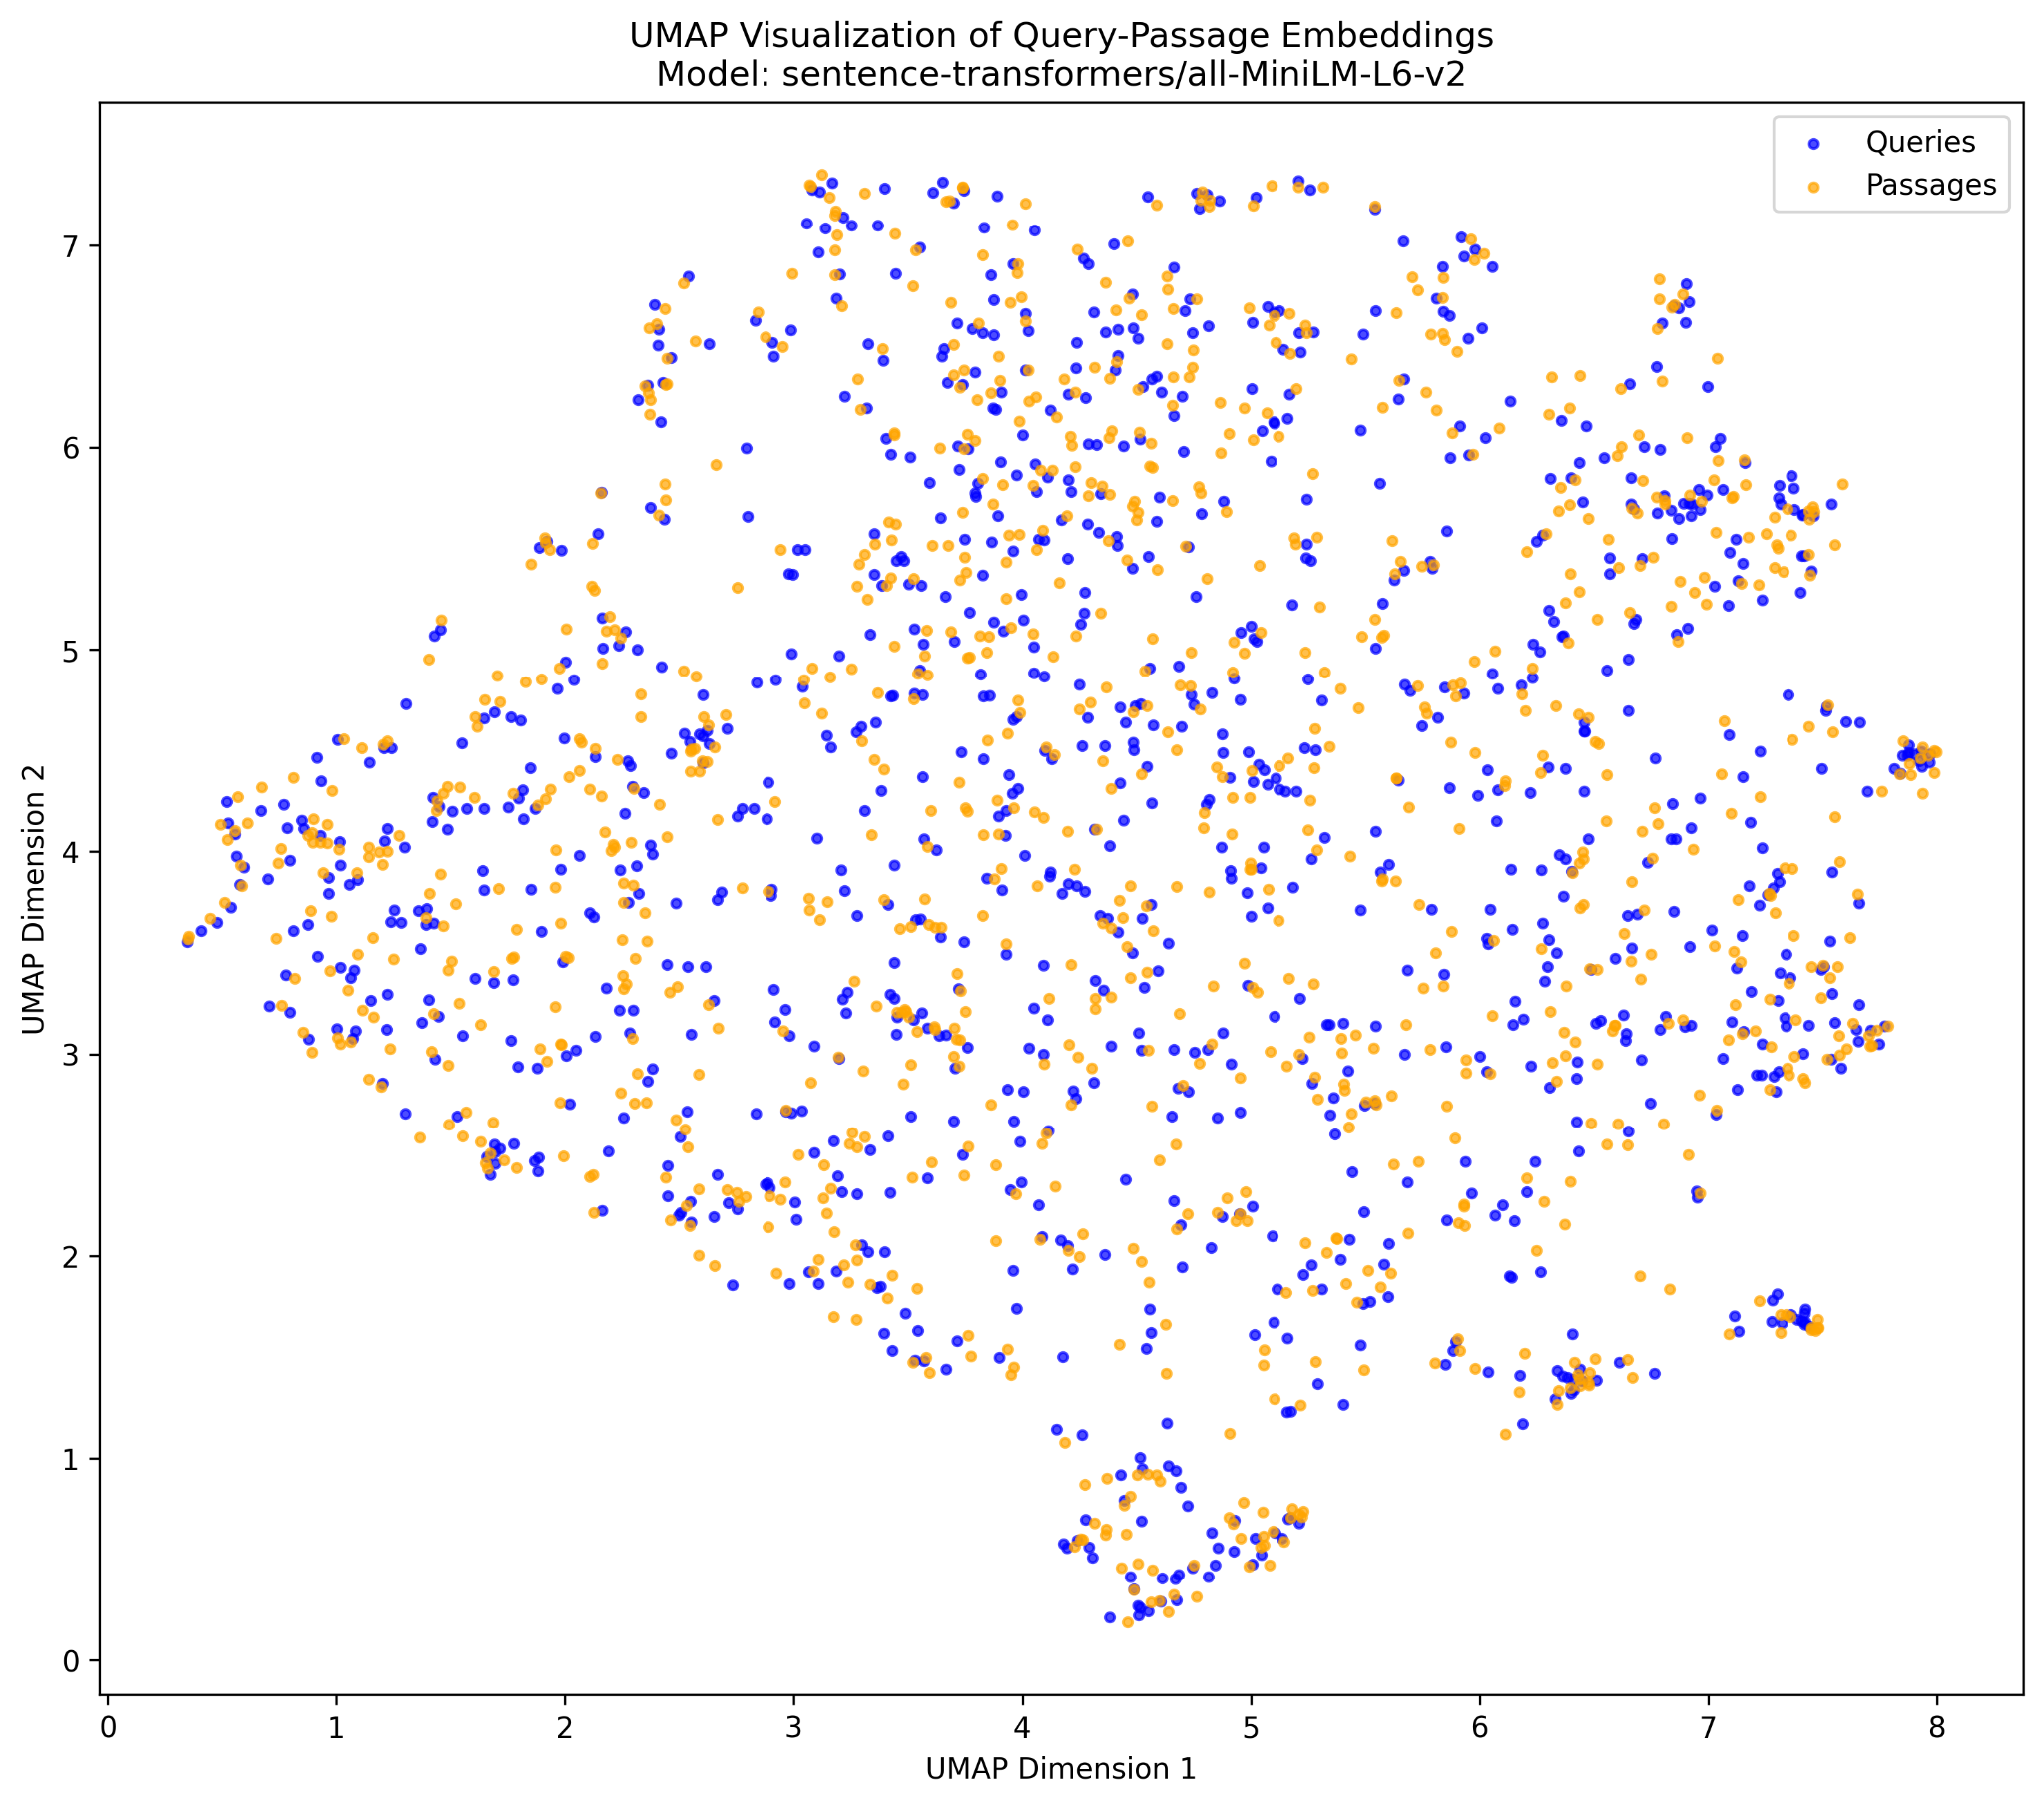 UMAP Visualization of Query-Passage Embeddings
Model: sentence-transformers/all-MiniLM-L6-v2
Queries
Passages
UMAP Dimension 2
7
6
5
4
3
2
1
0
0 1 2 3 4 5 6 7 8
UMAP Dimension 1